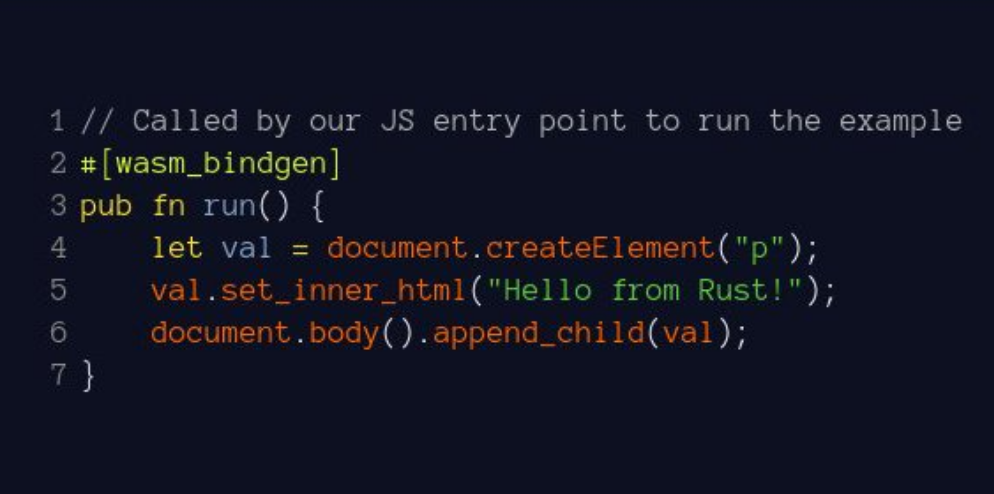 1 // Called by our JS entry point to run the example
2 #[wasm_bindgen]
3 pub fn run() {
4     let val = document.createElement("p");
5     val.set_inner_html("Hello from Rust!");
6     document.body().append_child(val);
7 }